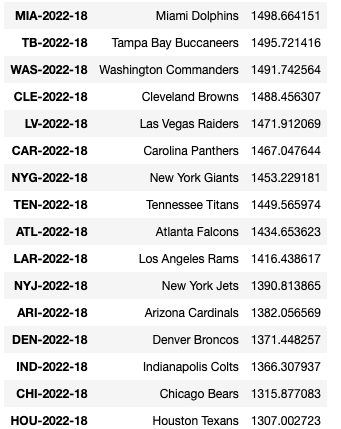 MIA-2022-18 Miami Dolphins 1498.664151
TB-2022-18 Tampa Bay Buccaneers 1495.721416
WAS-2022-18 Washington Commanders 1491.742564
CLE-2022-18 Cleveland Browns 1488.456307
LV-2022-18 Las Vegas Raiders 1471.912069
CAR-2022-18 Carolina Panthers 1467.047644
NYG-2022-18 New York Giants 1453.229181
TEN-2022-18 Tennessee Titans 1449.565974
ATL-2022-18 Atlanta Falcons 1434.653623
LAR-2022-18 Los Angeles Rams 1416.438617
NYJ-2022-18 New York Jets 1390.813865
ARI-2022-18 Arizona Cardinals 1382.056569
DEN-2022-18 Denver Broncos 1371.448257
IND-2022-18 Indianapolis Colts 1366.307937
CHI-2022-18 Chicago Bears 1315.877083
HOU-2022-18 Houston Texans 1307.002723